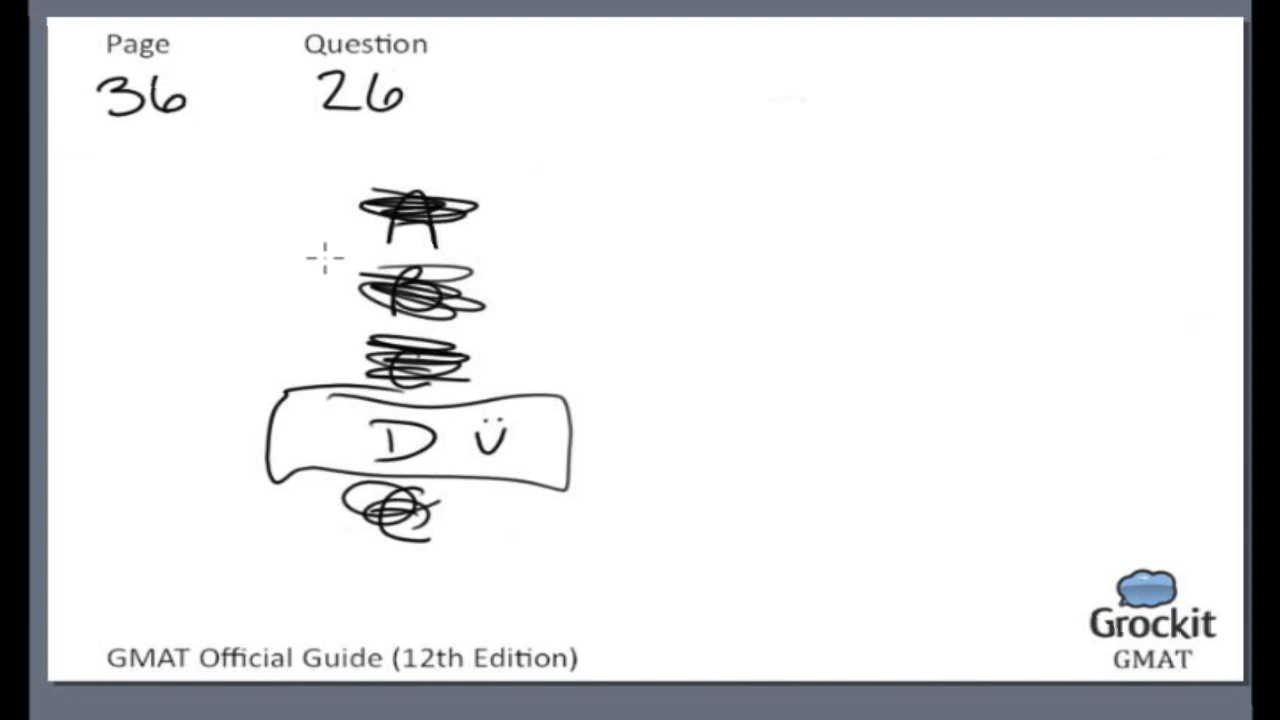 Page Question
36 26
A
B
C
D Ü
E
GMAT Official Guide (12th Edition)
Grockit
GMAT